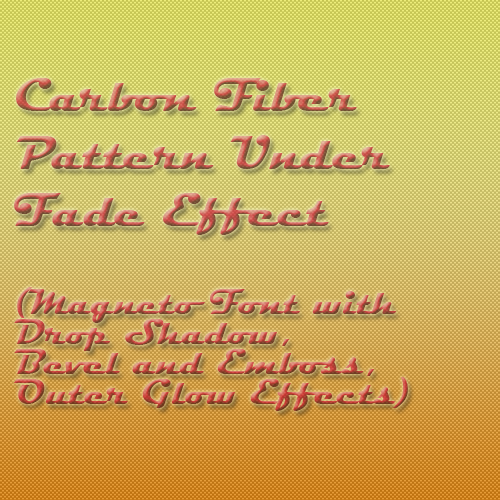 Carbon Fiber
Pattern Under
Fade Effect
(Magneto Font with
Drop Shadow,
Bevel and Emboss,
Outer Glow Effects)